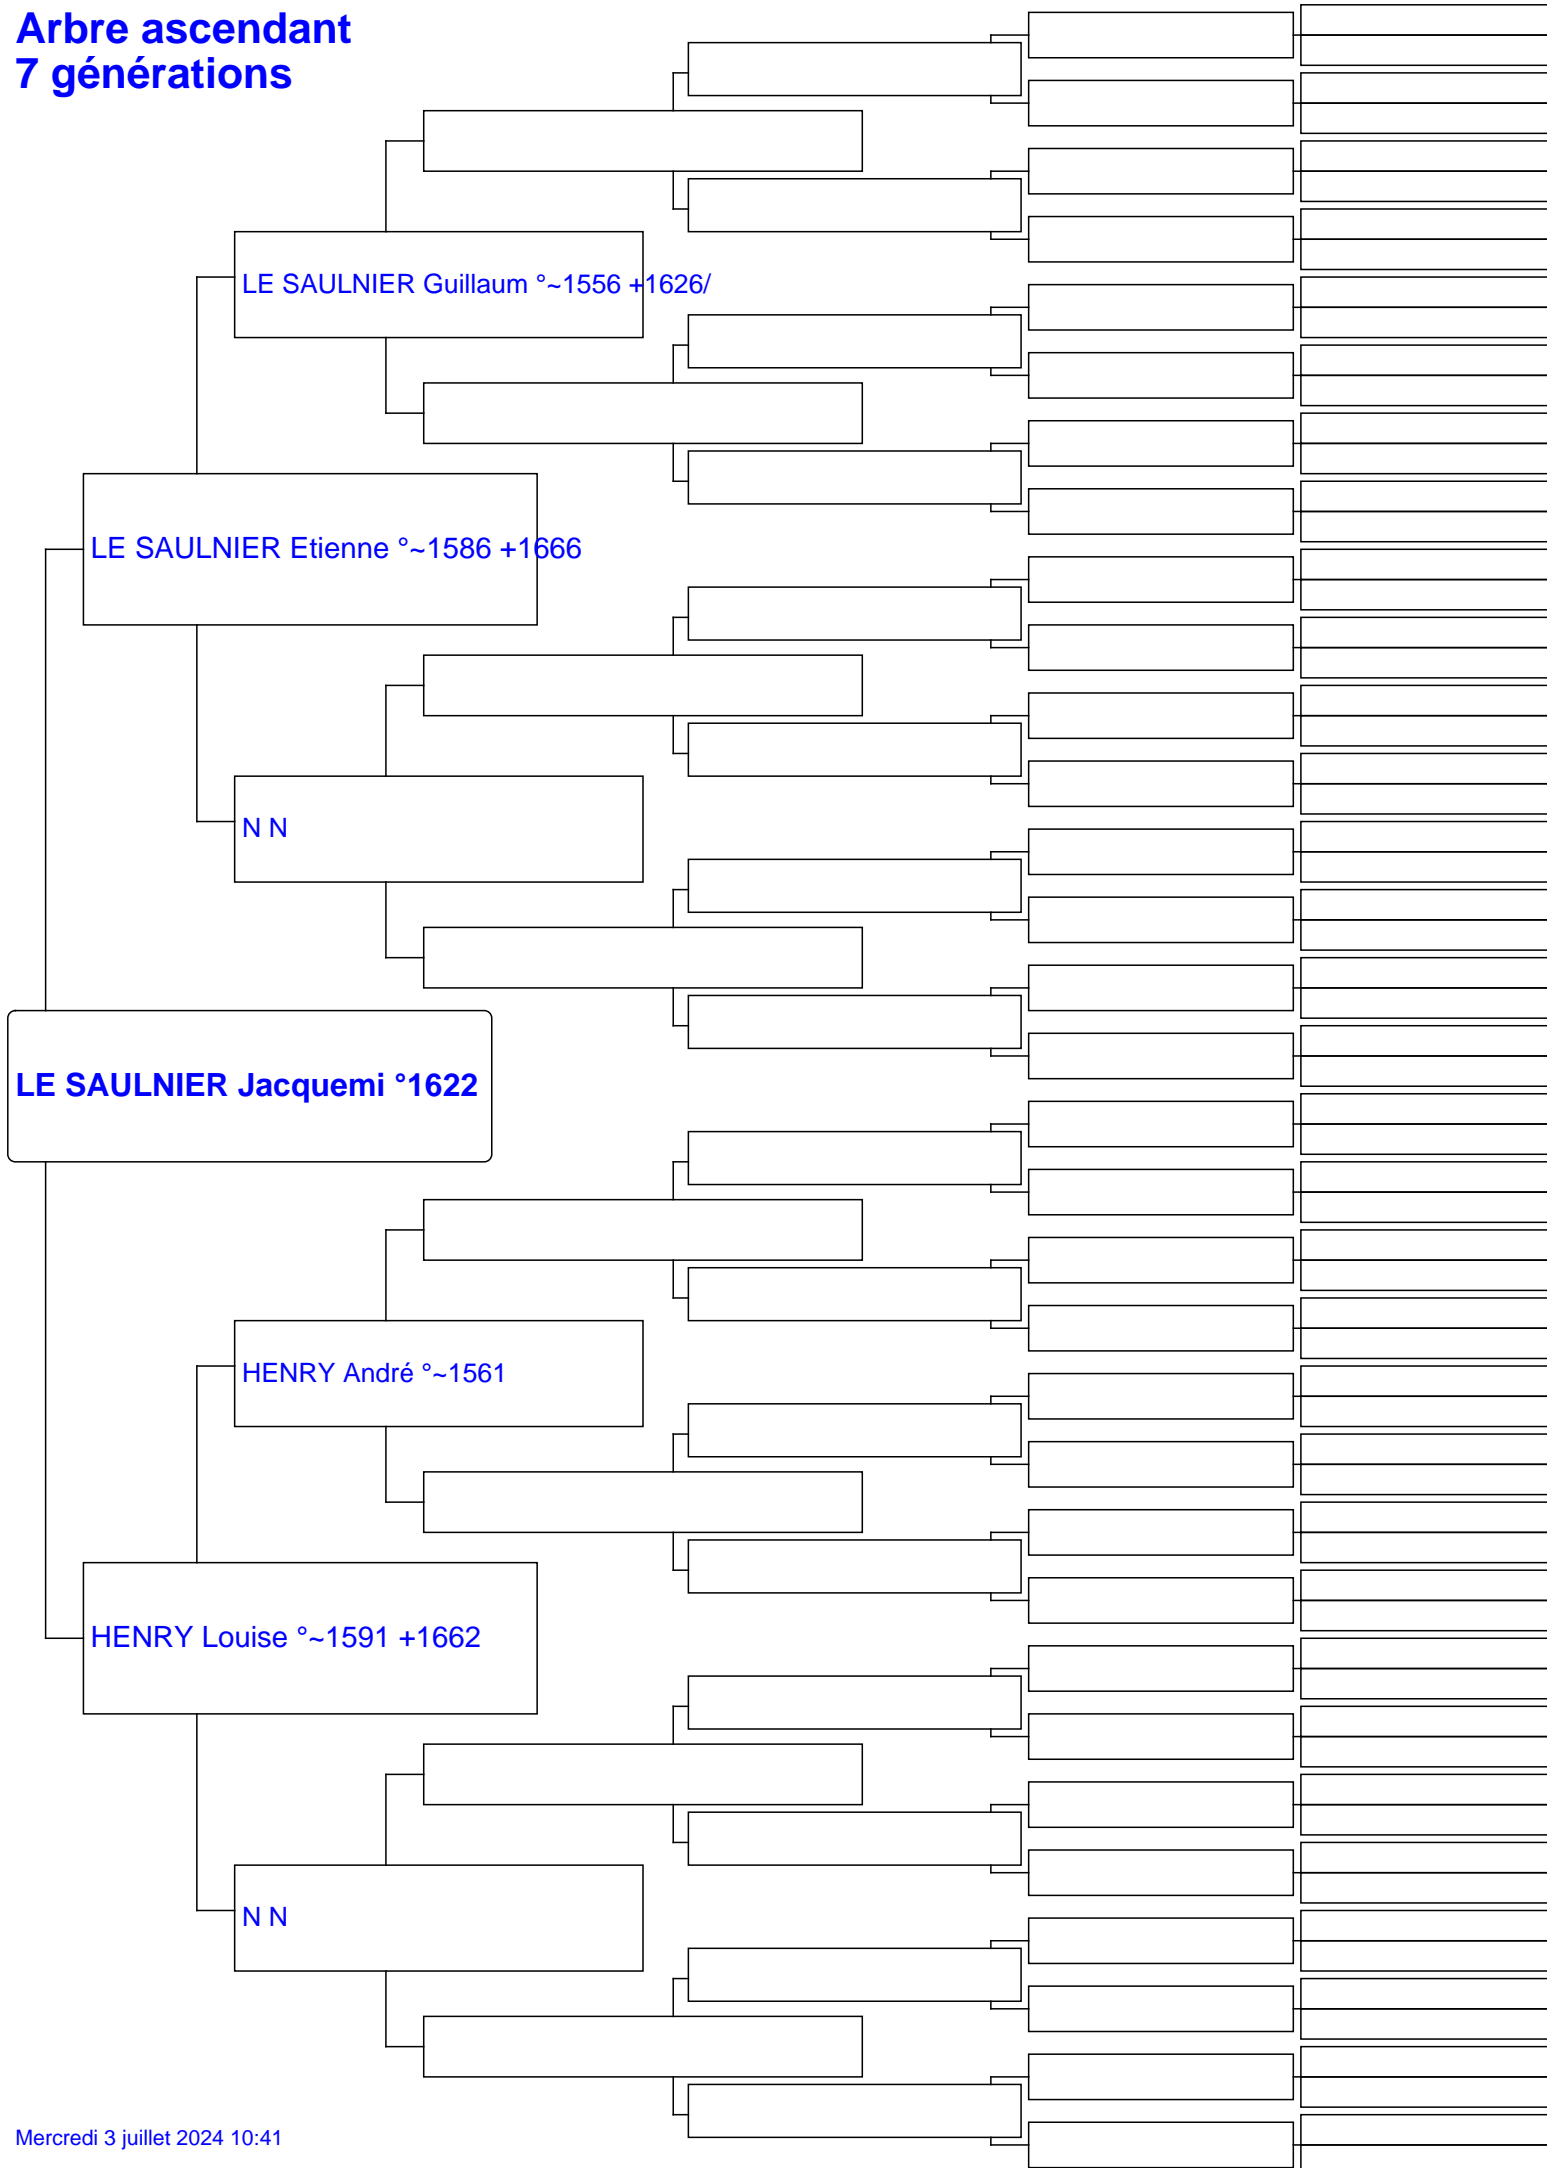 Arbre ascendant
7 générations
LE SAULNIER Guillaum °~1556 +1626/
LE SAULNIER Etienne °~1586 +1666
N N
LE SAULNIER Jacquemi °1622
HENRY André °~1561
HENRY Louise °~1591 +1662
N N
Mercredi 3 juillet 2024 10:41